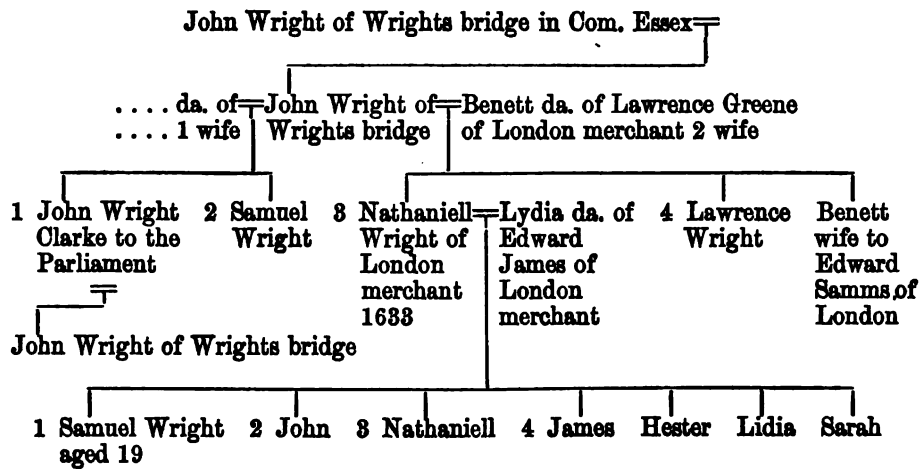 John Wright of Wrights bridge in Com. Essex
.... da. of John Wright of Benett da. of Lawrence Greene
.... 1 wife Wrights bridge of London merchant 2 wife
1 John Wright 2 Samuel 3 Nathaniell Lydia da. of 4 Lawrence Benett
Clarke to the Wright Wright of Edward Wright wife to
Parliament London James of Edward
merchant London Samms of
1633 merchant London
John Wright of Wrights bridge
1 Samuel Wright 2 John 3 Nathaniell 4 James Hester Lidia Sarah
aged 19